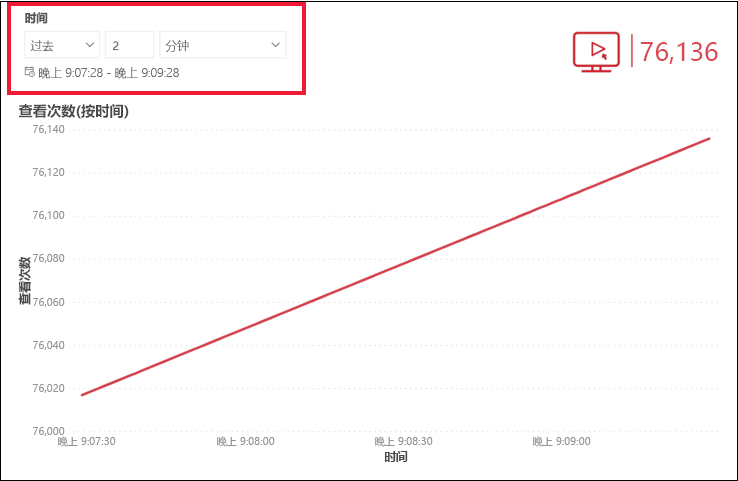 时间
过去 2 分钟
晚上 9:07:28 - 晚上 9:09:28
76,136
查看次数(按时间)
76,140
76,120
76,100
76,080
76,060
76,040
76,020
76,000
查看次数
晚上 9:07:30 晚上 9:08:00 晚上 9:08:30 晚上 9:09:00
时间